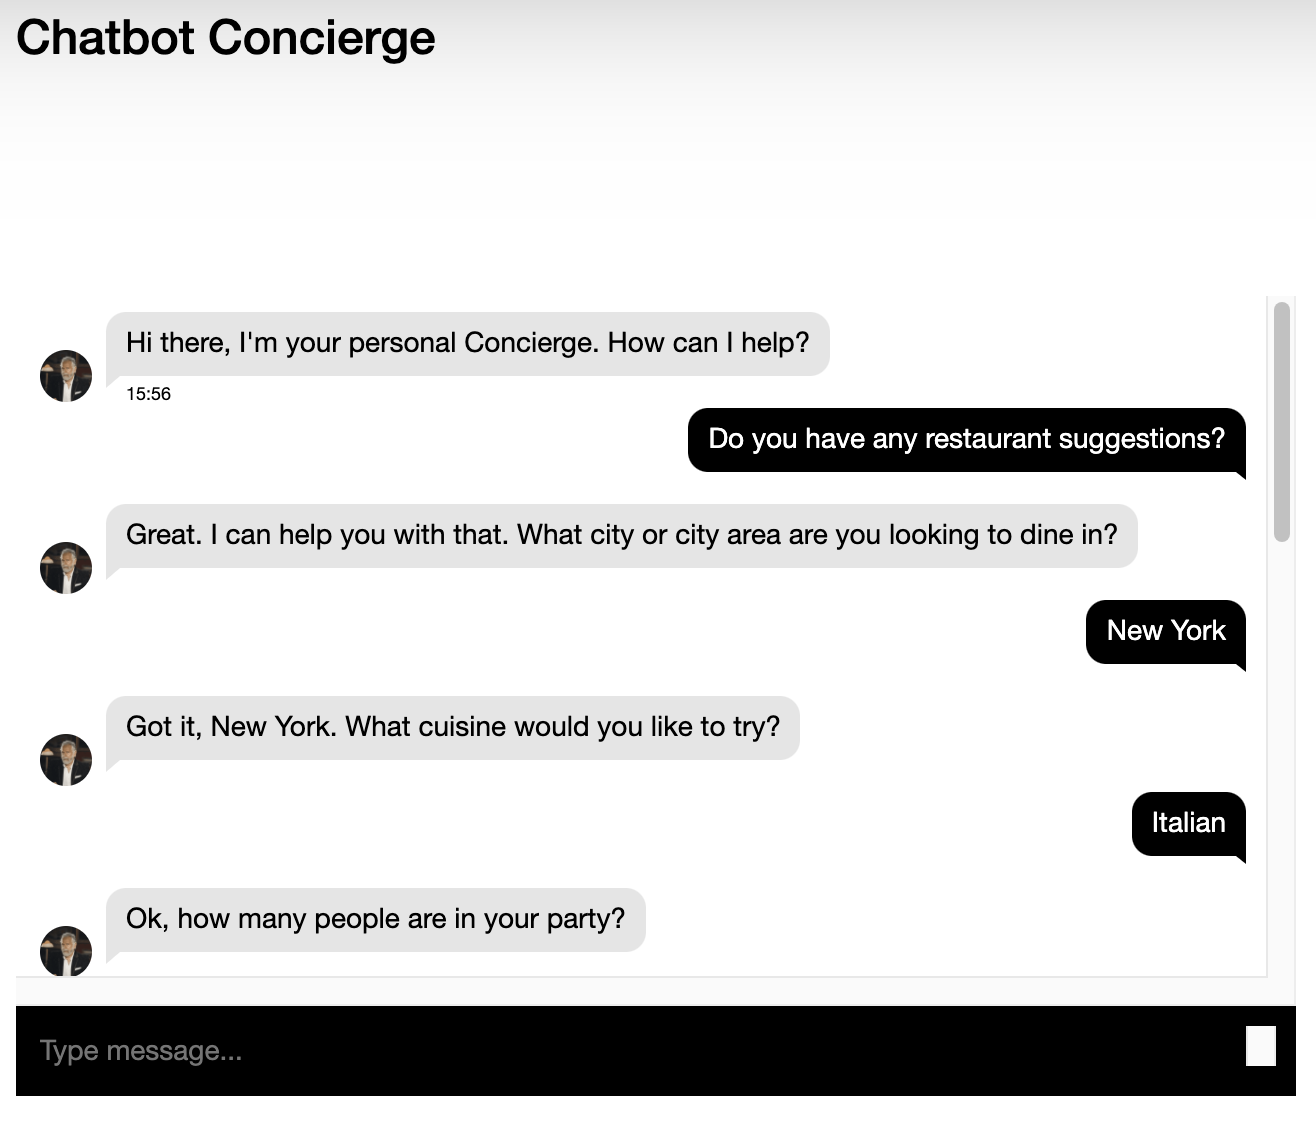 Chatbot Concierge
Hi there, I'm your personal Concierge. How can I help?
15:56
Do you have any restaurant suggestions?
Great. I can help you with that. What city or city area are you looking to dine in?
New York
Got it, New York. What cuisine would you like to try?
Italian
Ok, how many people are in your party?
Type message...